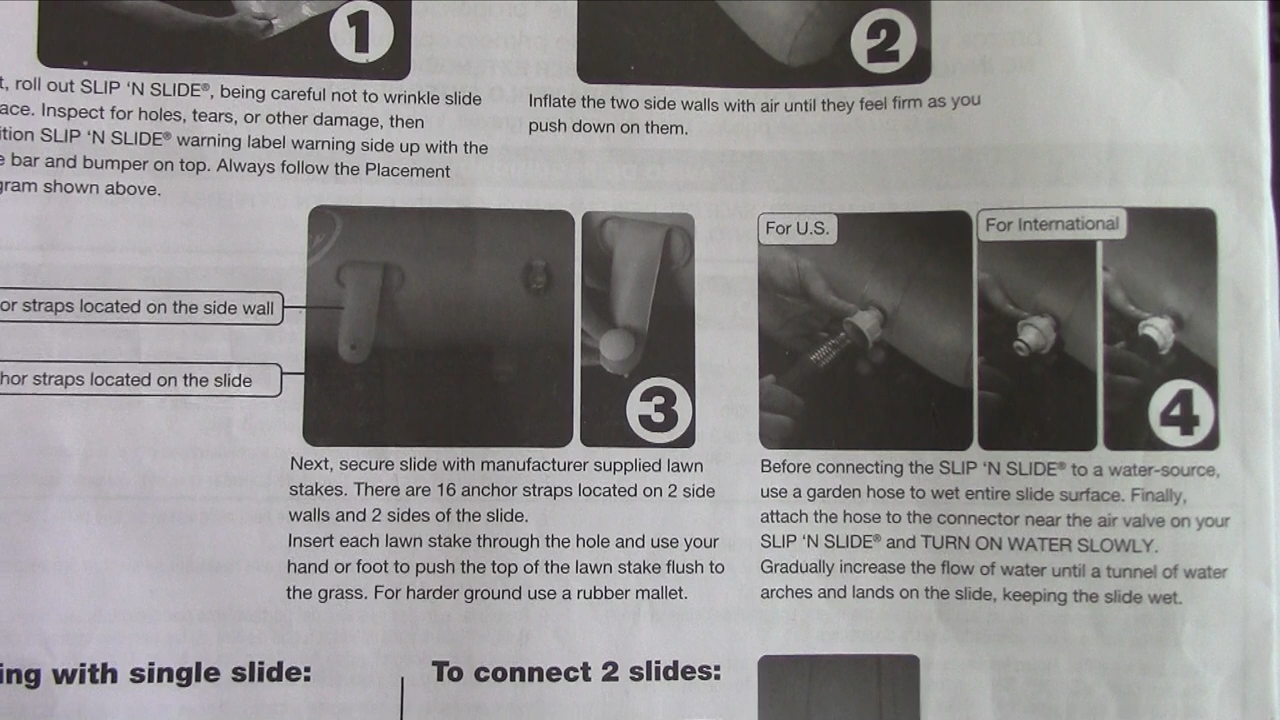 1
t, roll out SLIP 'N SLIDE®, being careful not to wrinkle slide
ace. Inspect for holes, tears, or other damage, then
ition SLIP 'N SLIDE® warning label warning side up with the
e bar and bumper on top. Always follow the Placement
gram shown above.
2
Inflate the two side walls with air until they feel firm as you
push down on them.
or straps located on the side wall
hor straps located on the slide
3
Next, secure slide with manufacturer supplied lawn
stakes. There are 16 anchor straps located on 2 side
walls and 2 sides of the slide.
Insert each lawn stake through the hole and use your
hand or foot to push the top of the lawn stake flush to
the grass. For harder ground use a rubber mallet.
For U.S.
For International
4
Before connecting the SLIP 'N SLIDE® to a water-source,
use a garden hose to wet entire slide surface. Finally,
attach the hose to the connector near the air valve on your
SLIP 'N SLIDE® and TURN ON WATER SLOWLY.
Gradually increase the flow of water until a tunnel of water
arches and lands on the slide, keeping the slide wet.
ing with single slide:
To connect 2 slides: